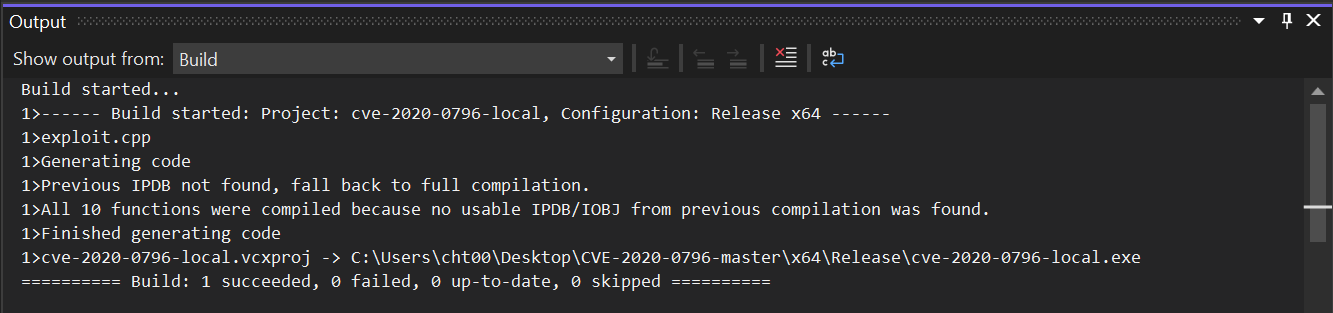 Output
Show output from: Build
Build started...
1>------ Build started: Project: cve-2020-0796-local, Configuration: Release x64 ------
1>exploit.cpp
1>Generating code
1>Previous IPDB not found, fall back to full compilation.
1>All 10 functions were compiled because no usable IPDB/IOBJ from previous compilation was found.
1>Finished generating code
1>cve-2020-0796-local.vcxproj -> C:\Users\cht00\Desktop\CVE-2020-0796-master\x64\Release\cve-2020-0796-local.exe
========== Build: 1 succeeded, 0 failed, 0 up-to-date, 0 skipped ==========